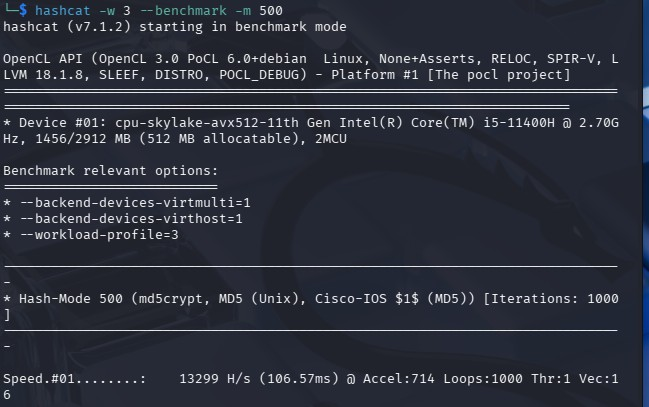 └─$ hashcat -w 3 --benchmark -m 500
hashcat (v7.1.2) starting in benchmark mode
OpenCL API (OpenCL 3.0 PoCL 6.0+debian  Linux, None+Asserts, RELOC, SPIR-V, L
LVM 18.1.8, SLEEF, DISTRO, POCL_DEBUG) - Platform #1 [The pocl project]
=============================================================================
======================================================================
* Device #01: cpu-skylake-avx512-11th Gen Intel(R) Core(TM) i5-11400H @ 2.70G
Hz, 1456/2912 MB (512 MB allocatable), 2MCU
Benchmark relevant options:
===========================
* --backend-devices-virtmulti=1
* --backend-devices-virthost=1
* --workload-profile=3
-----------------------------------------------------------------------------
-
* Hash-Mode 500 (md5crypt, MD5 (Unix), Cisco-IOS $1$ (MD5)) [Iterations: 1000
]
-----------------------------------------------------------------------------
-
Speed.#01........:    13299 H/s (106.57ms) @ Accel:714 Loops:1000 Thr:1 Vec:1
6